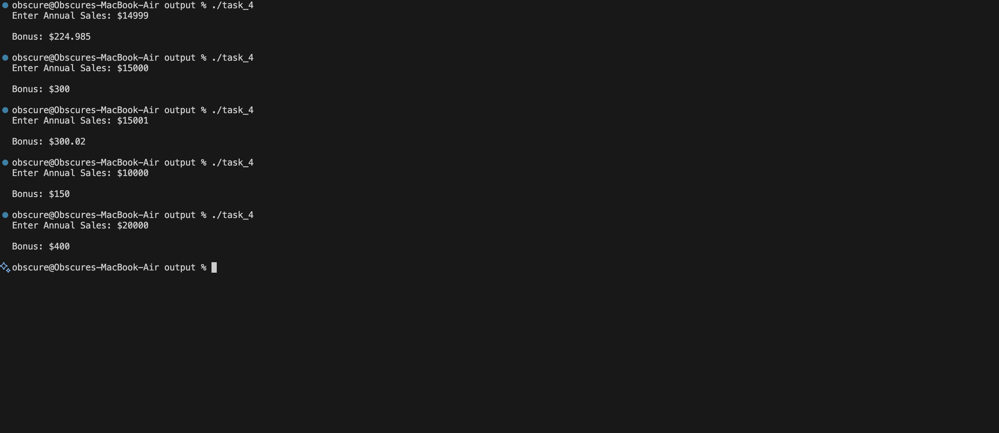 obscure@Obscures-MacBook-Air output % ./task_4
Enter Annual Sales: $14999
Bonus: $224.985
obscure@Obscures-MacBook-Air output % ./task_4
Enter Annual Sales: $15000
Bonus: $300
obscure@Obscures-MacBook-Air output % ./task_4
Enter Annual Sales: $15001
Bonus: $300.02
obscure@Obscures-MacBook-Air output % ./task_4
Enter Annual Sales: $10000
Bonus: $150
obscure@Obscures-MacBook-Air output % ./task_4
Enter Annual Sales: $20000
Bonus: $400
obscure@Obscures-MacBook-Air output %